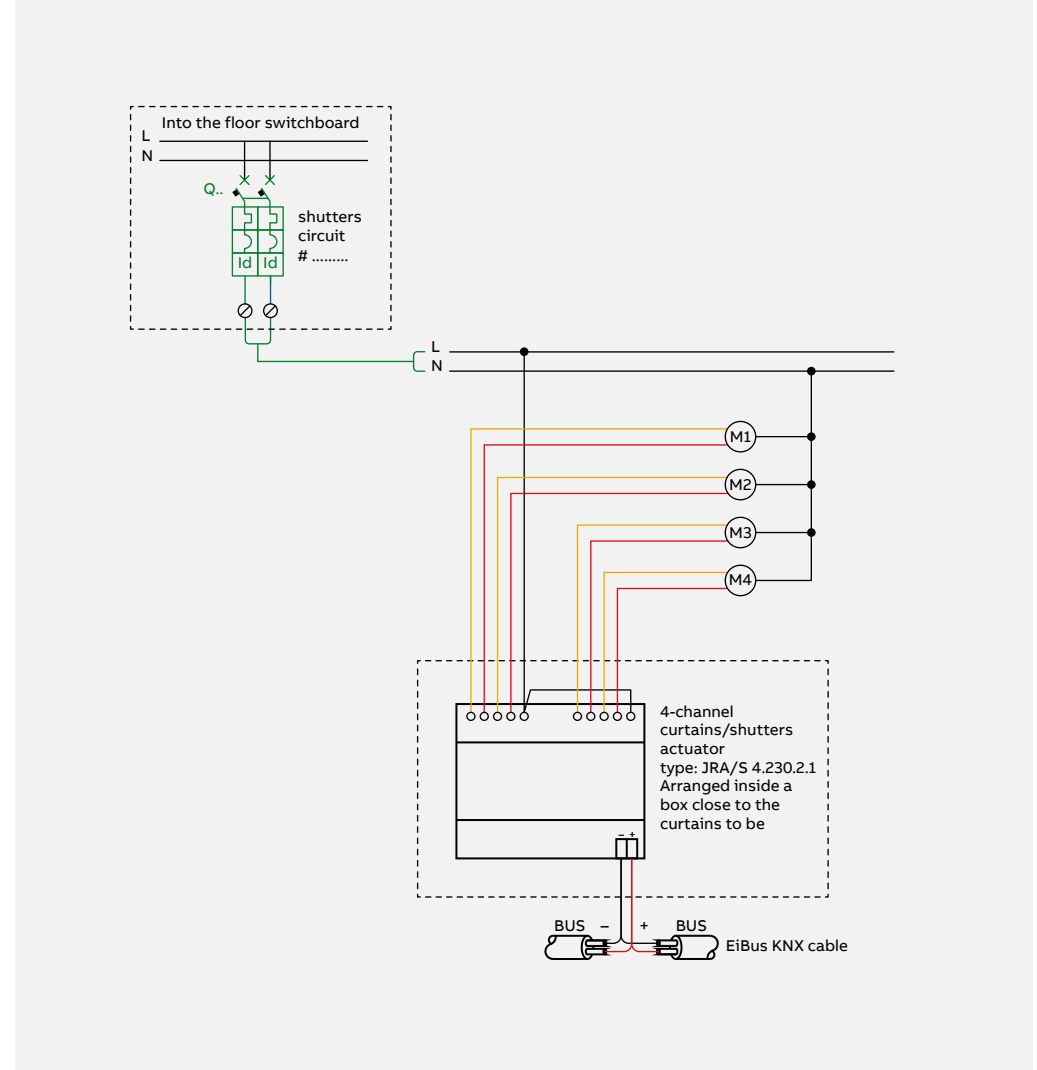 Into the floor switchboard
L
N
Q..
shutters
circuit
# .........
Id Id
L
N
M1
M2
M3
M4
4-channel
curtains/shutters
actuator
type: JRA/S 4.230.2.1
Arranged inside a
box close to the
curtains to be
– +
BUS – + BUS
EiBus KNX cable